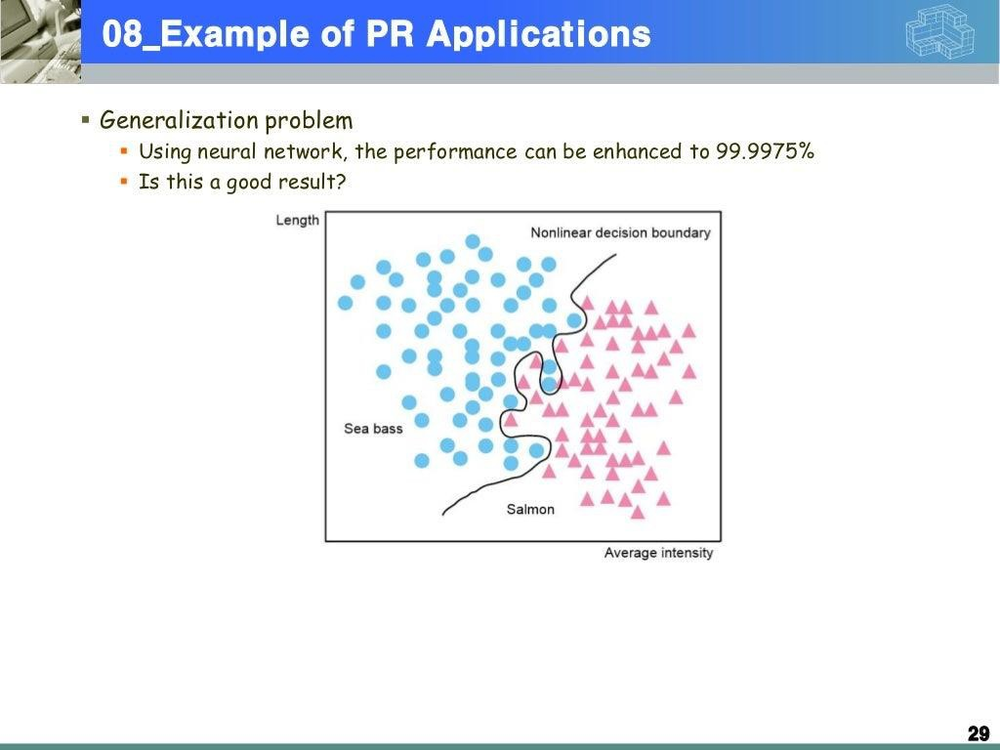 08_Example of PR Applications
▪ Generalization problem
▪ Using neural network, the performance can be enhanced to 99.9975%
▪ Is this a good result?
Length
Nonlinear decision boundary
Sea bass
Salmon
Average intensity
29